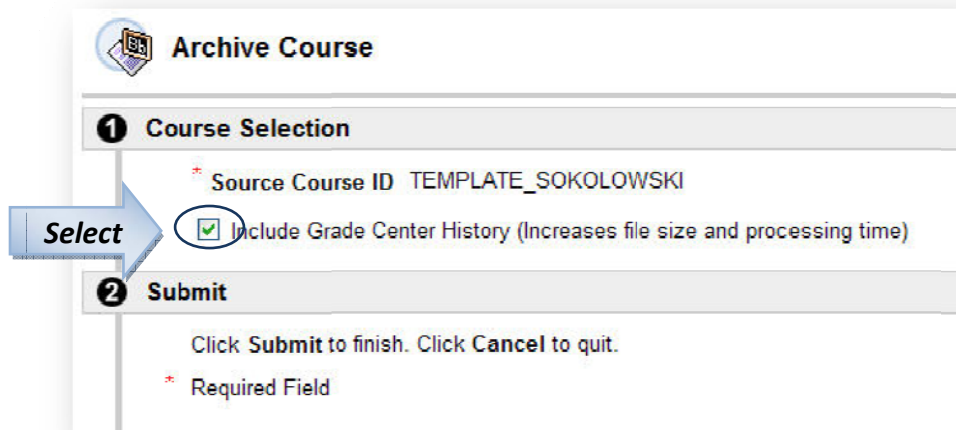 Archive Course
1 Course Selection
* Source Course ID TEMPLATE_SOKOLOWSKI
Select
Include Grade Center History (Increases file size and processing time)
2 Submit
Click Submit to finish. Click Cancel to quit.
* Required Field